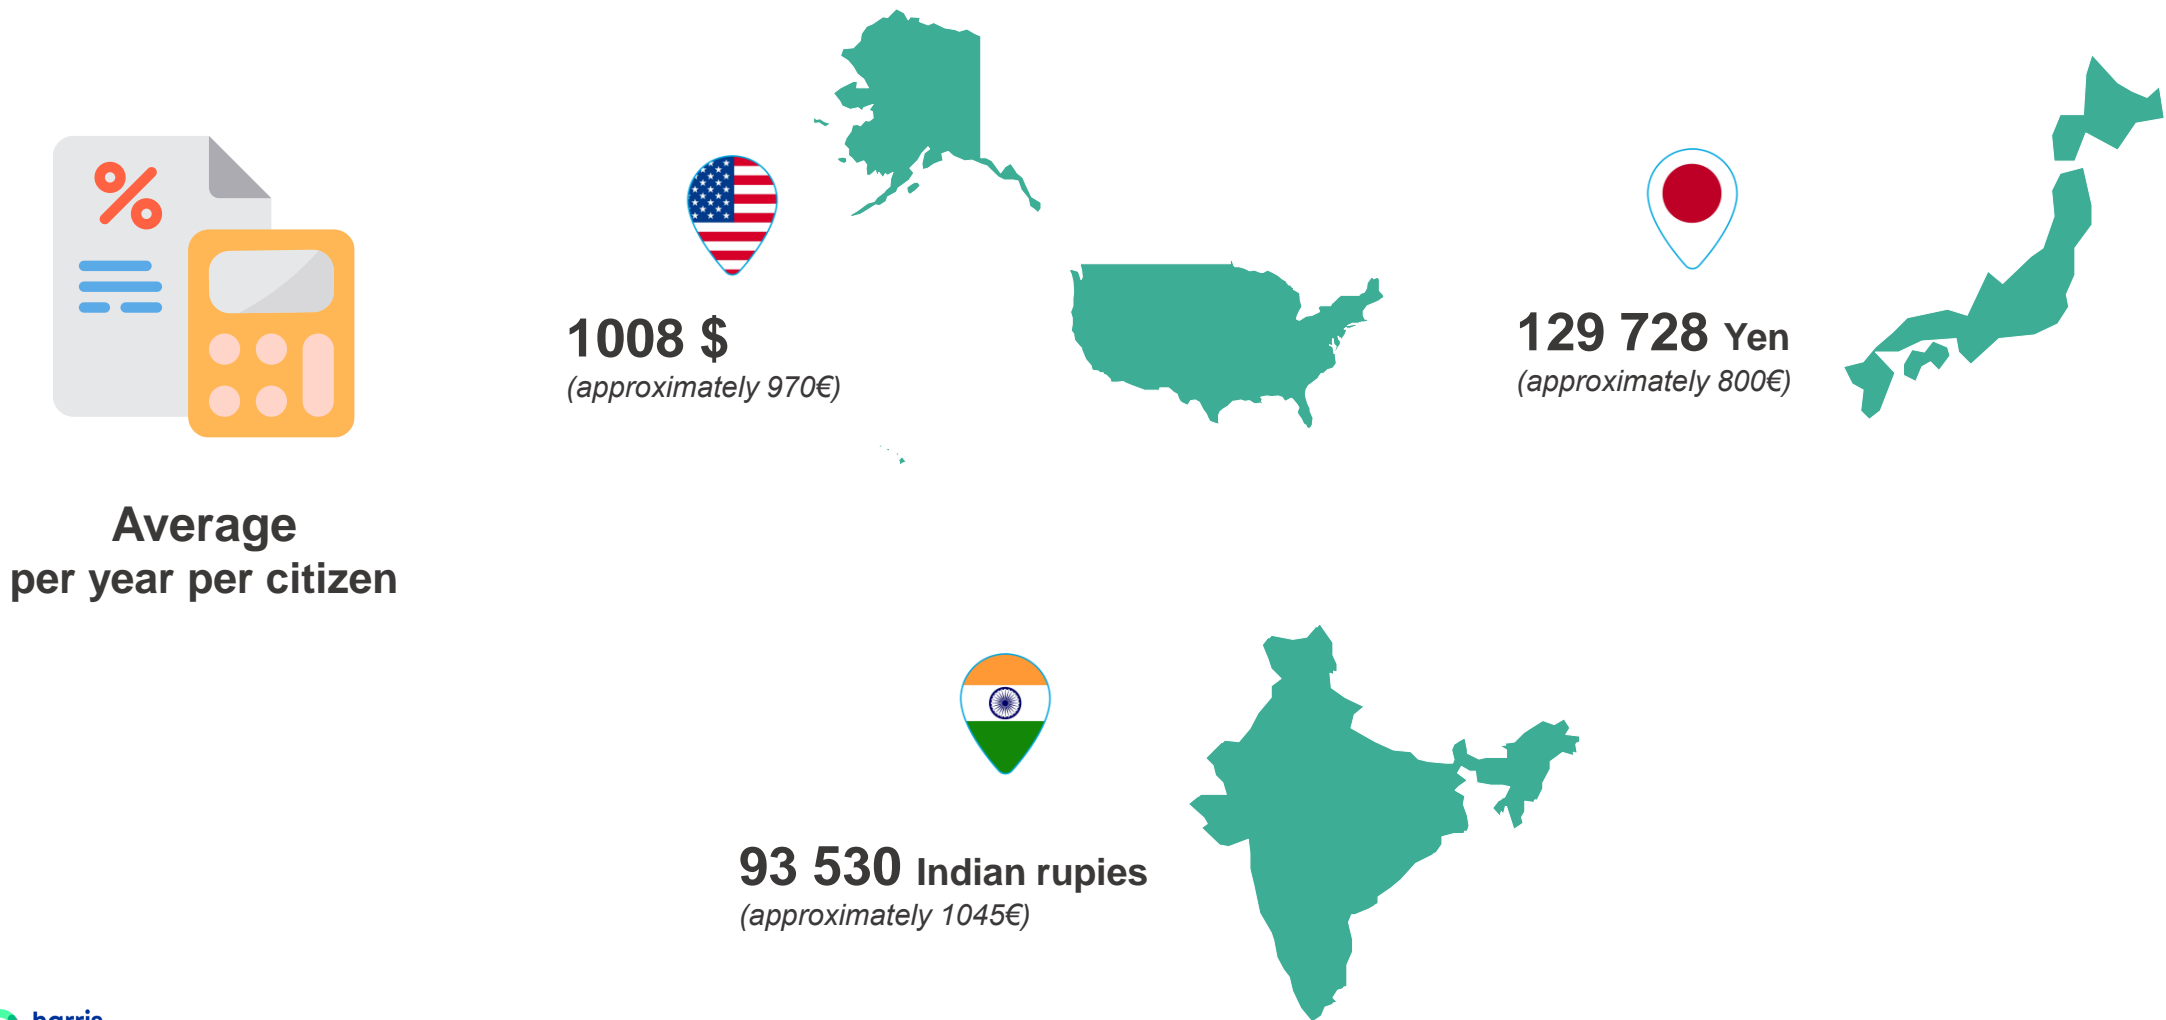 %
1008 $
(approximately 970€)
129 728 Yen
(approximately 800€)
Average
per year per citizen
93 530 Indian rupies
(approximately 1045€)
harris